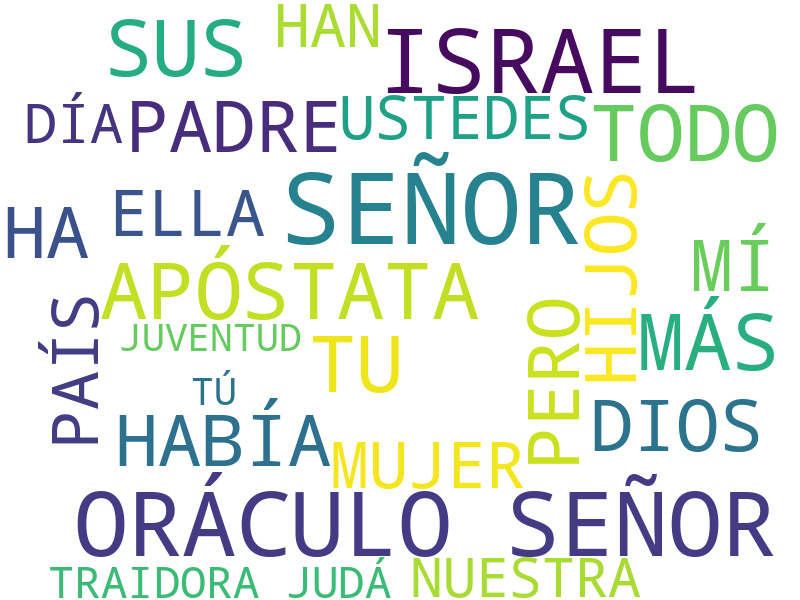 HAN
SUS
ISRAEL
DÍA
PADRE
USTEDES
TODO
HA
ELLA
SEÑOR
HIJOS
MÍ
APÓSTATA
PAÍS
JUVENTUD
TU
PERO
MÁS
TÚ
HABÍA
MUJER
DIOS
ORÁCULO SEÑOR
TRAIDORA JUDÁ
NUESTRA